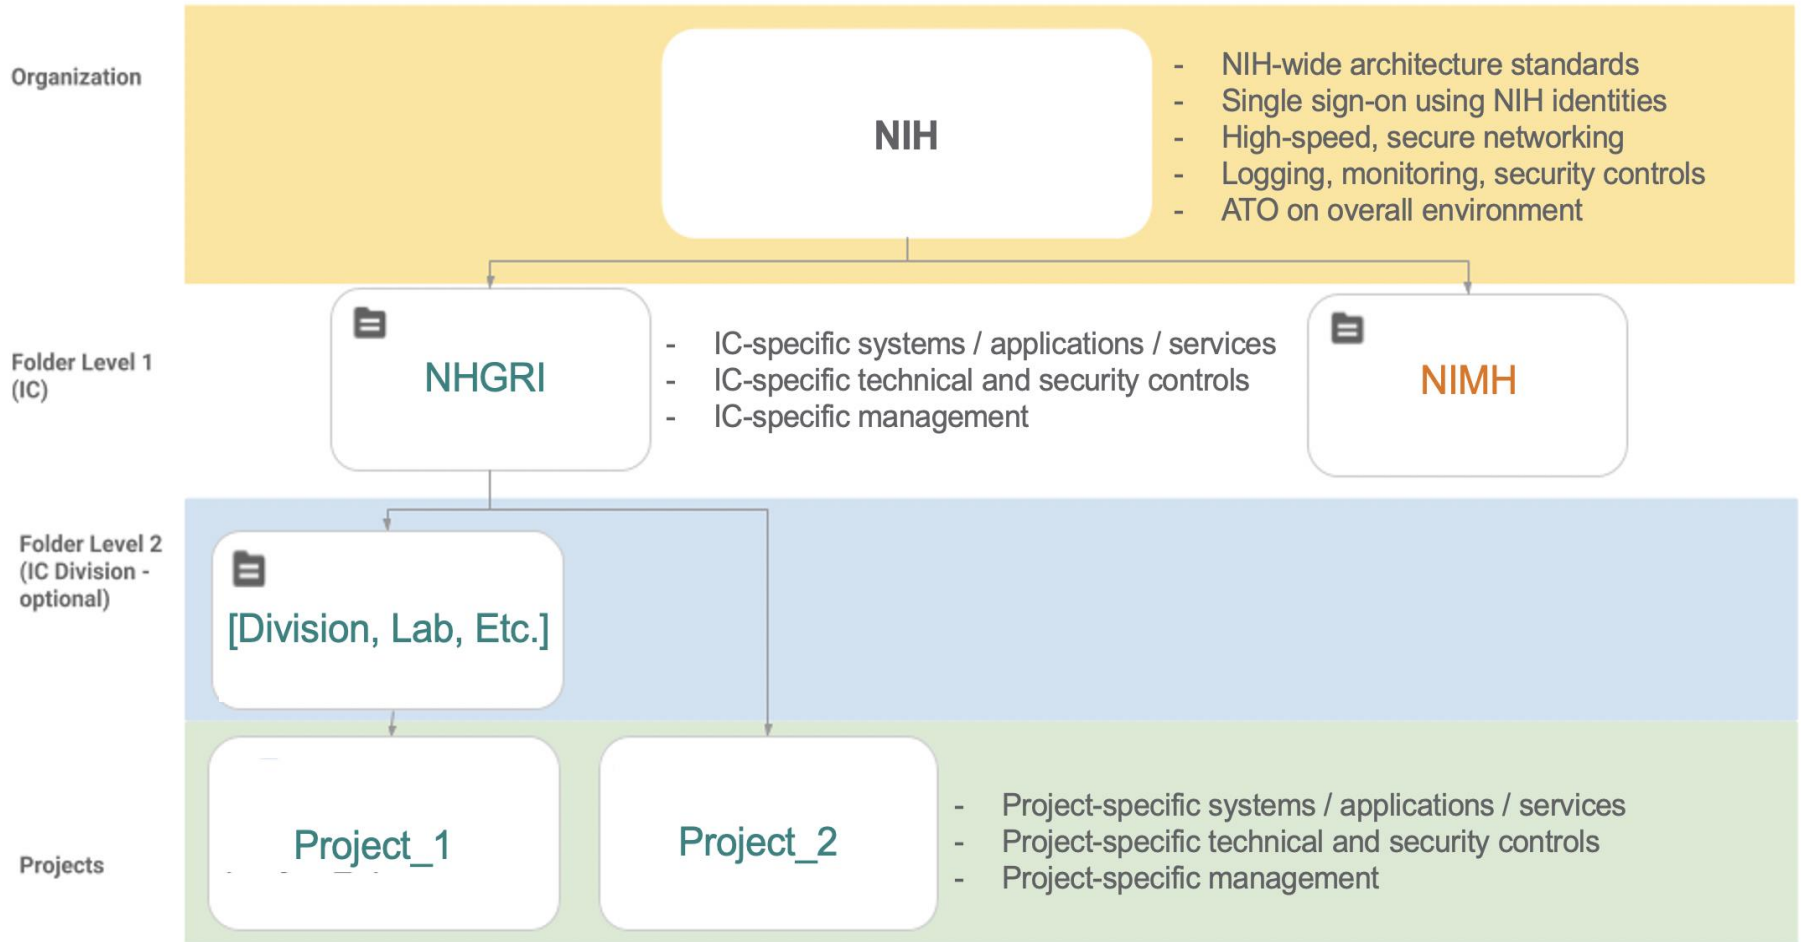 Organization
NIH
- NIH-wide architecture standards
- Single sign-on using NIH identities
- High-speed, secure networking
- Logging, monitoring, security controls
- ATO on overall environment
Folder Level 1
(IC)
NHGRI
- IC-specific systems / applications / services
- IC-specific technical and security controls
- IC-specific management
NIMH
Folder Level 2
(IC Division -
optional)
[Division, Lab, Etc.]
Projects
Project_1
Project_2
- Project-specific systems / applications / services
- Project-specific technical and security controls
- Project-specific management